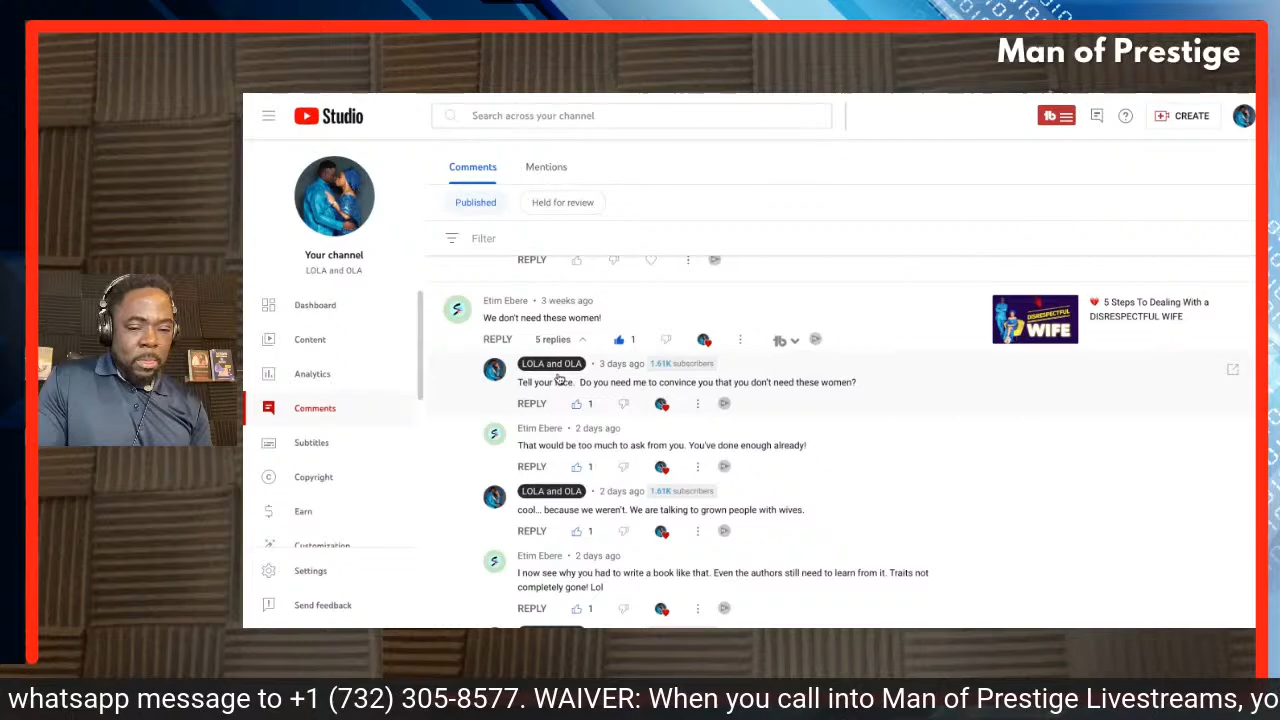 Man of Prestige
Studio
Search across your channel
CREATE
Comments
Mentions
Published
Held for review
Filter
Your channel
LOLA and OLA
Dashboard
Content
Analytics
Comments
Subtitles
Copyright
Earn
Customization
Settings
Send feedback
REPLY
Etim Ebere • 3 weeks ago
We don't need these women!
REPLY 5 replies 1
5 Steps To Dealing With a
DISRESPECTFUL WIFE
DISRESPECTFUL
WIFE
LOLA and OLA • 3 days ago 1.61K subscribers
Tell your Do you need me to convince you that you don't need these women?
REPLY 1
Etim Ebere • 2 days ago
That would be too much to ask from you. You've done enough already!
REPLY 1
LOLA and OLA • 2 days ago 1.61K subscribers
cool... because we weren't. We are talking to grown people with wives.
REPLY 1
Etim Ebere • 2 days ago
I now see why you had to write a book like that. Even the authors still need to learn from it. Traits not
completely gone! Lol
REPLY 1
whatsapp message to +1 (732) 305-8577. WAIVER: When you call into Man of Prestige Livestreams, yo